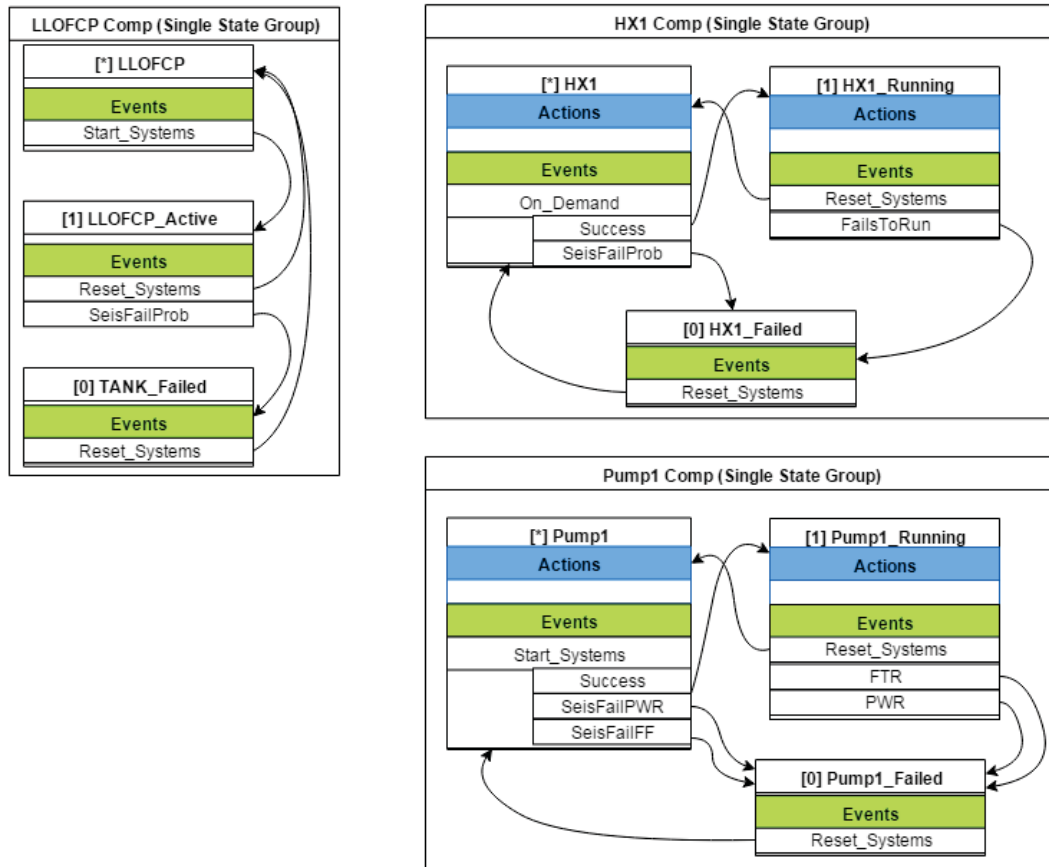 LLOFCP Comp (Single State Group)
[*] LLOFCP
Events
Start_Systems
[1] LLOFCP_Active
Events
Reset_Systems
SeisFailProb
[0] TANK_Failed
Events
Reset_Systems
HX1 Comp (Single State Group)
[*] HX1
Actions
Events
On_Demand
Success
SeisFailProb
[1] HX1_Running
Actions
Events
Reset_Systems
FailsToRun
[0] HX1_Failed
Events
Reset_Systems
Pump1 Comp (Single State Group)
[*] Pump1
Actions
Events
Start_Systems
Success
SeisFailPWR
SeisFailFF
[1] Pump1_Running
Actions
Events
Reset_Systems
FTR
PWR
[0] Pump1_Failed
Events
Reset_Systems